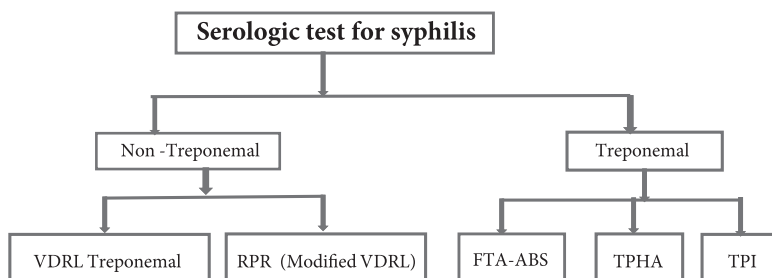 Serologic test for syphilis
Non -Treponemal
Treponemal
VDRL Treponemal
RPR (Modified VDRL)
FTA-ABS
TPHA
TPI